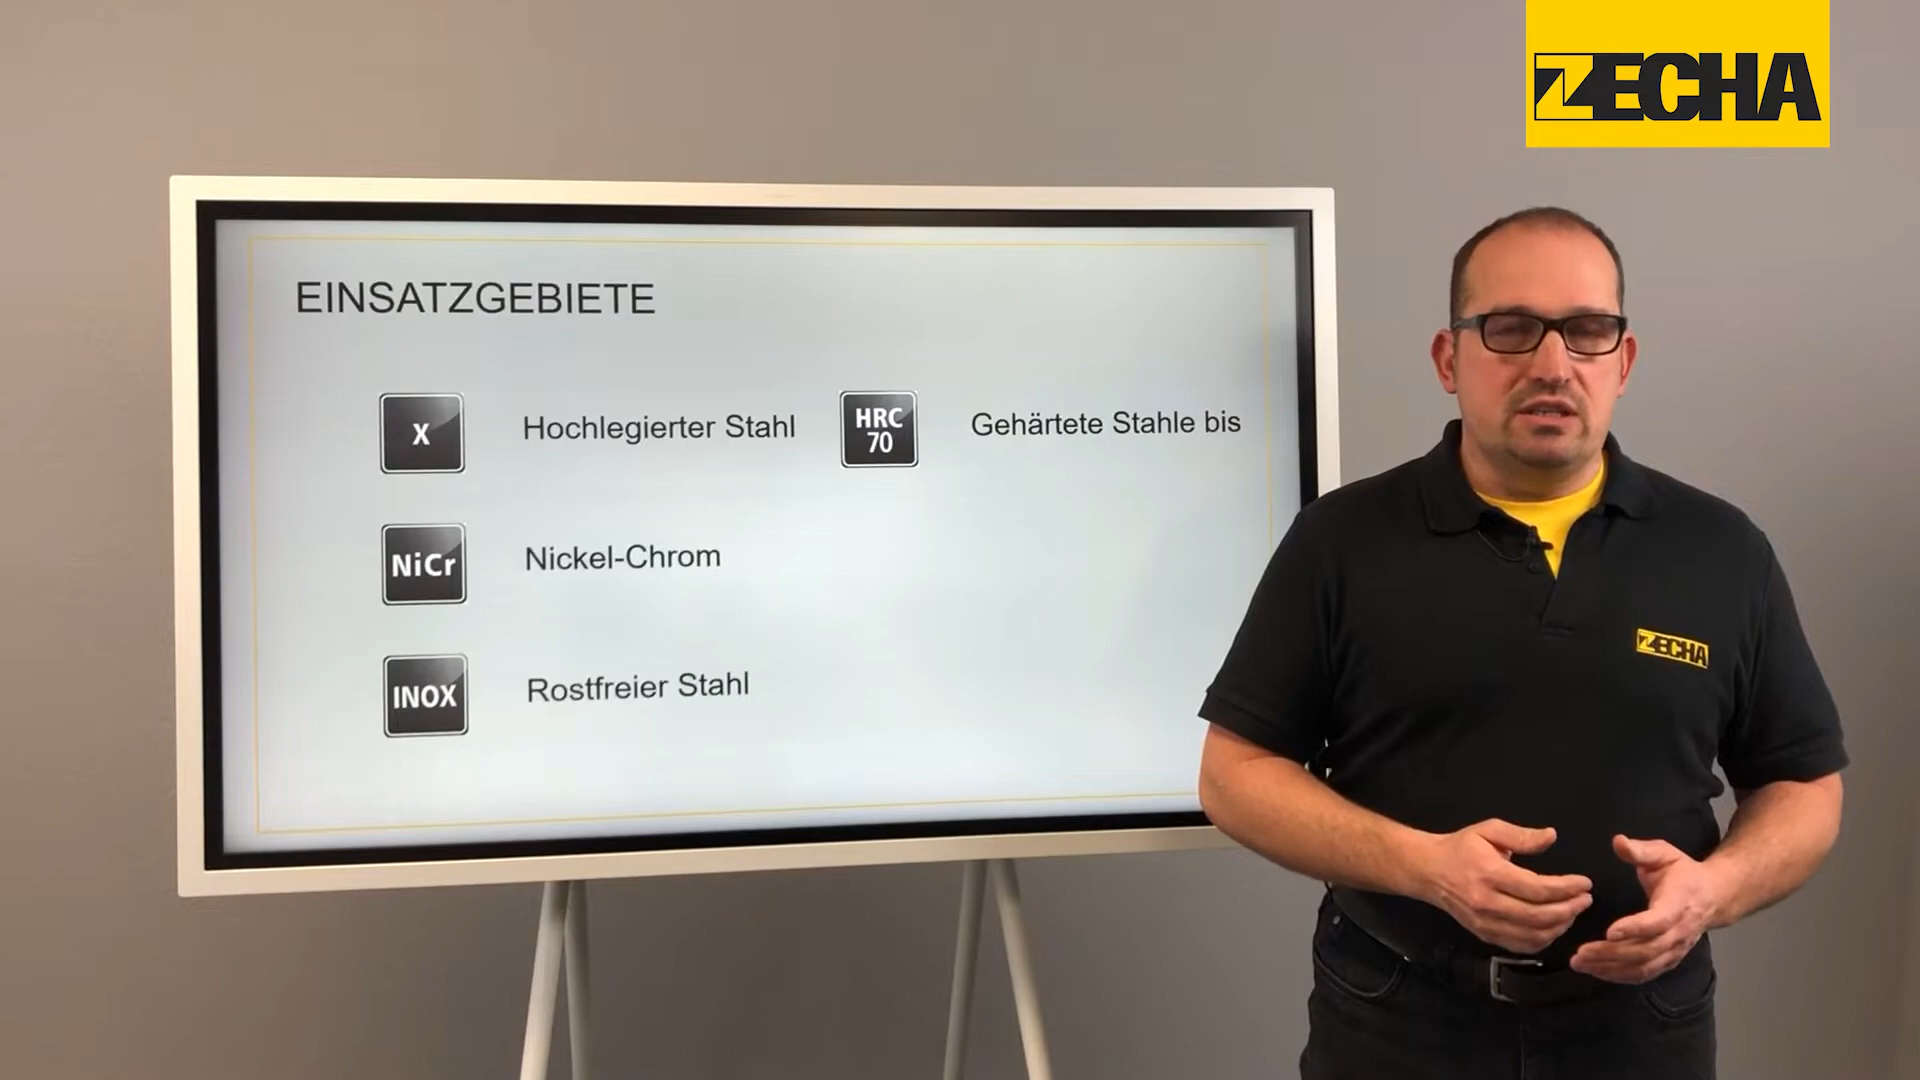 ZECHA
EINSATZGEBIETE
X
Hochlegierter Stahl
HRC
70
Gehärtete Stahle bis
NiCr
Nickel-Chrom
INOX
Rostfreier Stahl
ZECHA